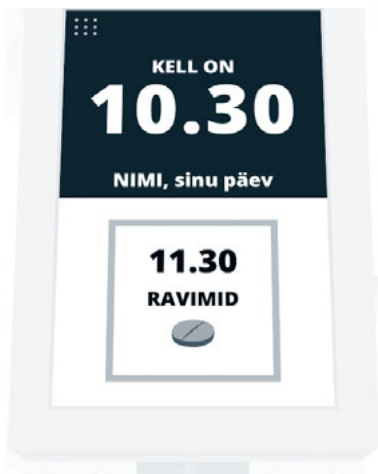 KELL ON
10.30
NIMI, sinu päev
11.30
RAVIMID